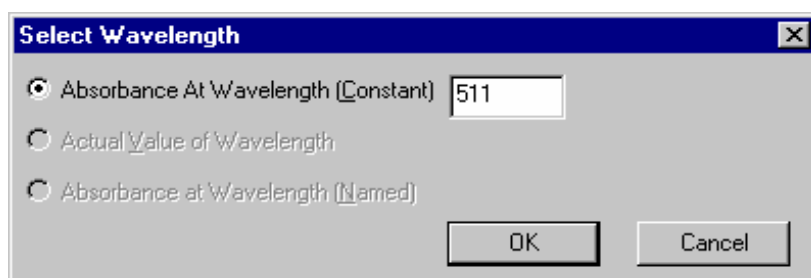 Select Wavelength
Absorbance At Wavelength (Constant) 511
Actual Value of Wavelength
Absorbance at Wavelength (Named)
OK Cancel